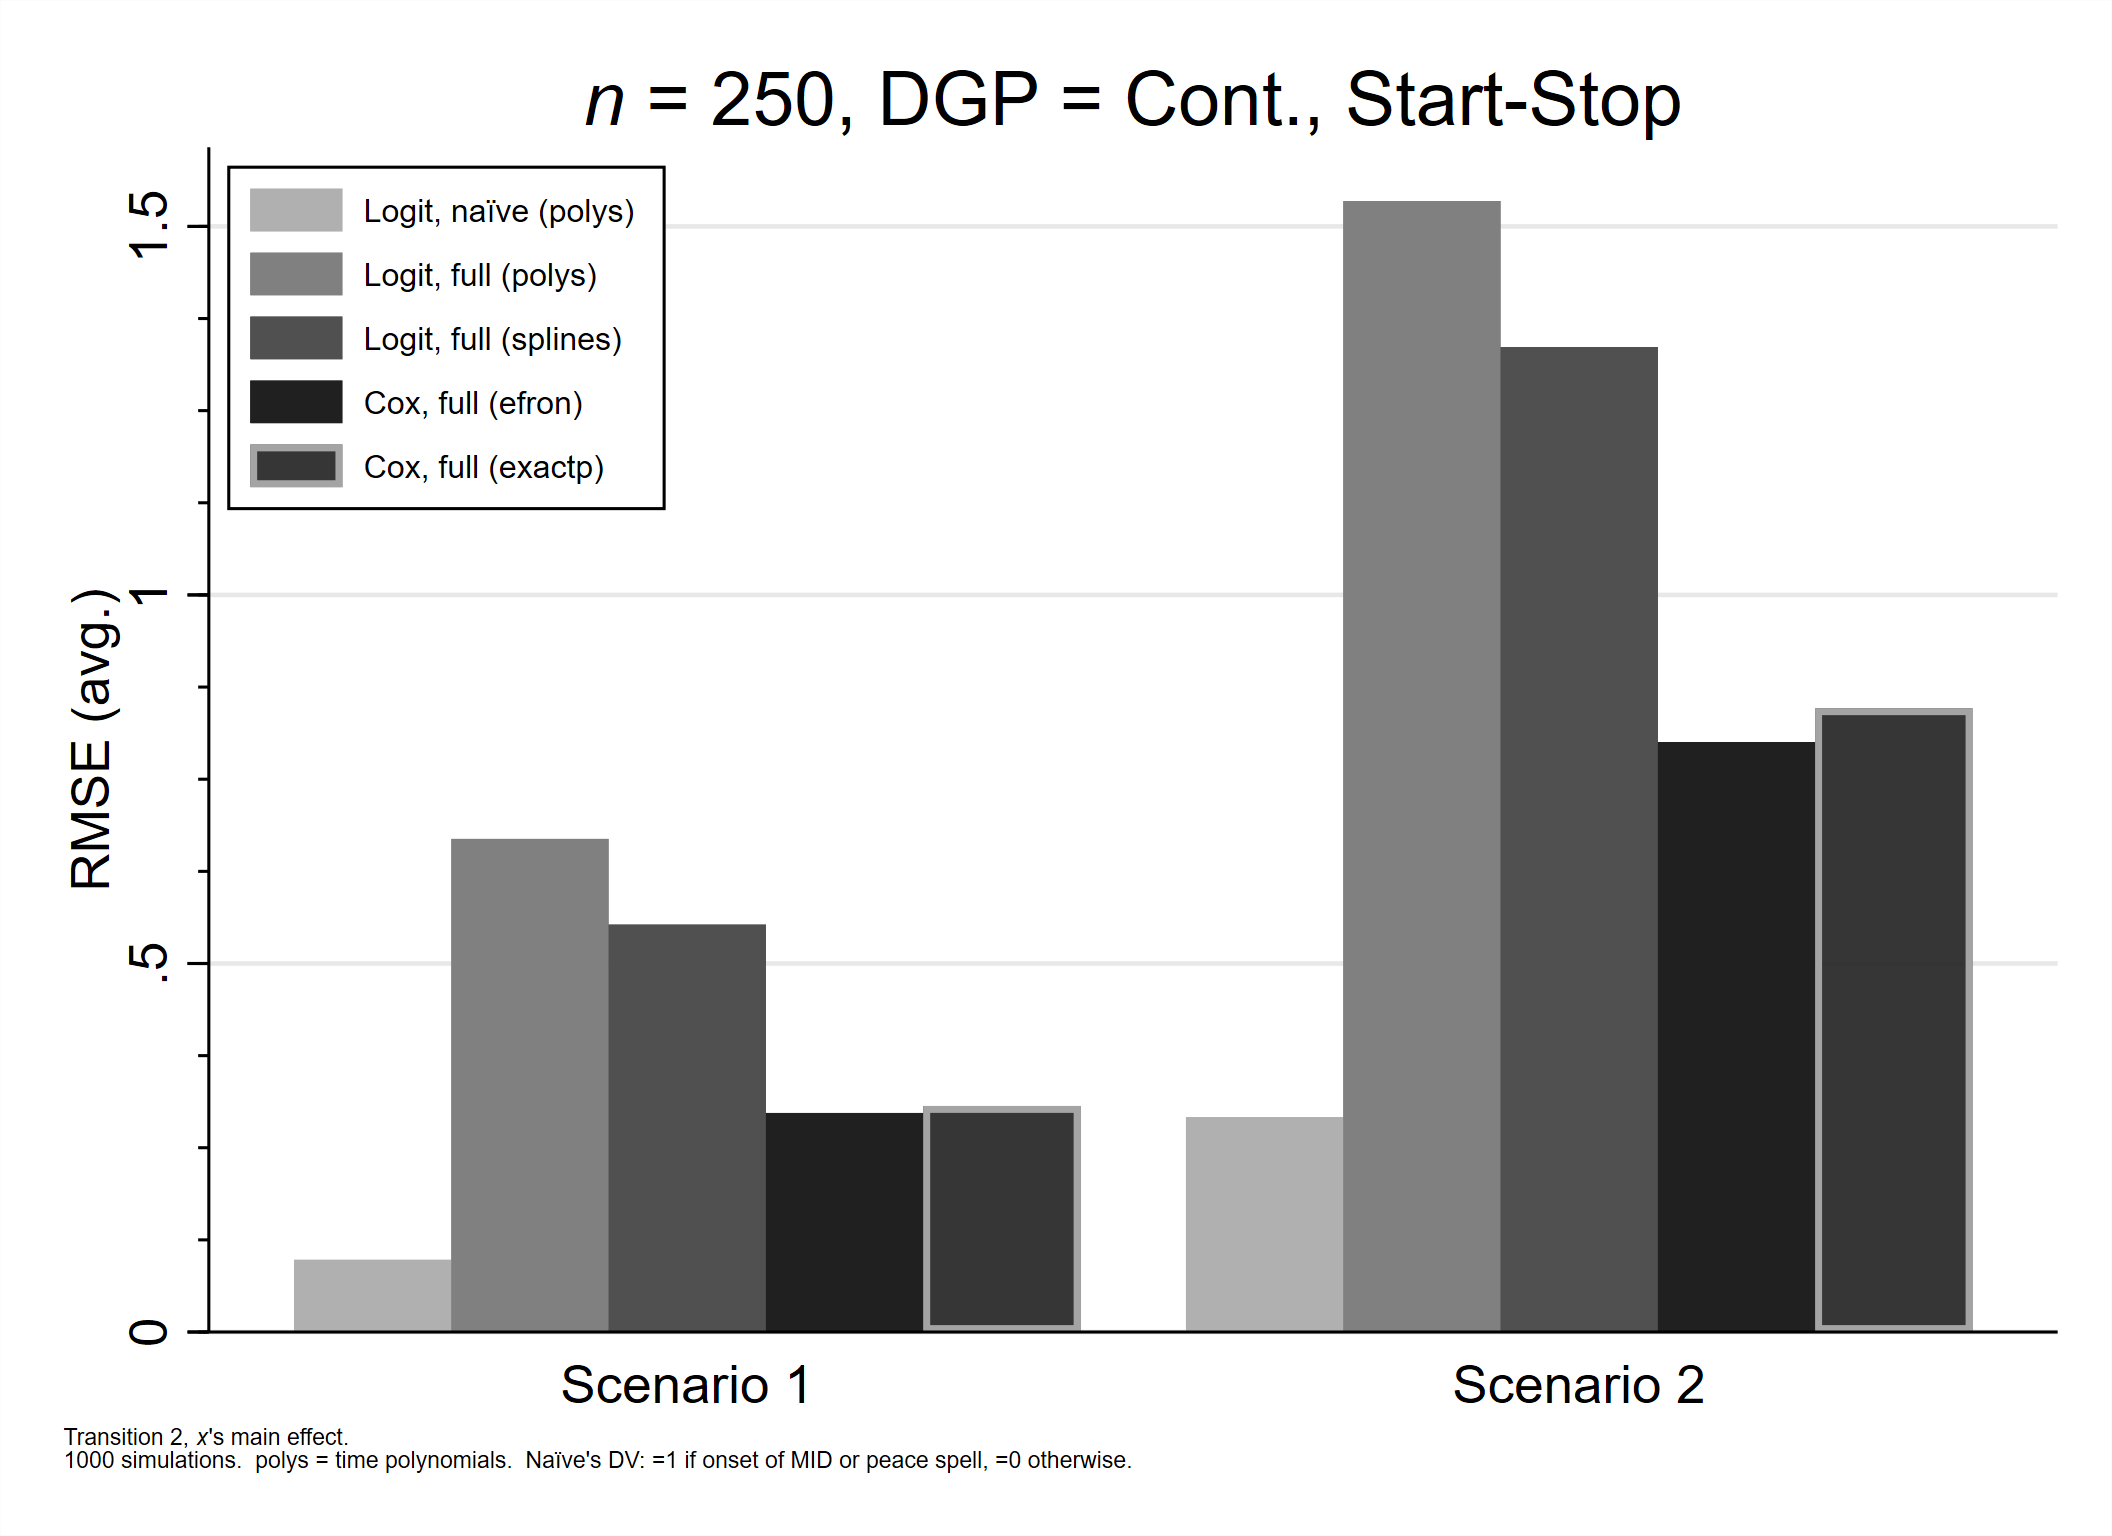 n = 250, DGP = Cont., Start-Stop
Logit, naïve (polys)
Logit, full (polys)
Logit, full (splines)
Cox, full (efron)
Cox, full (exactp)
RMSE (avg.)
1.5
1
.5
0
Scenario 1
Scenario 2
Transition 2, x's main effect.
1000 simulations.  polys = time polynomials.  Naïve's DV: =1 if onset of MID or peace spell, =0 otherwise.